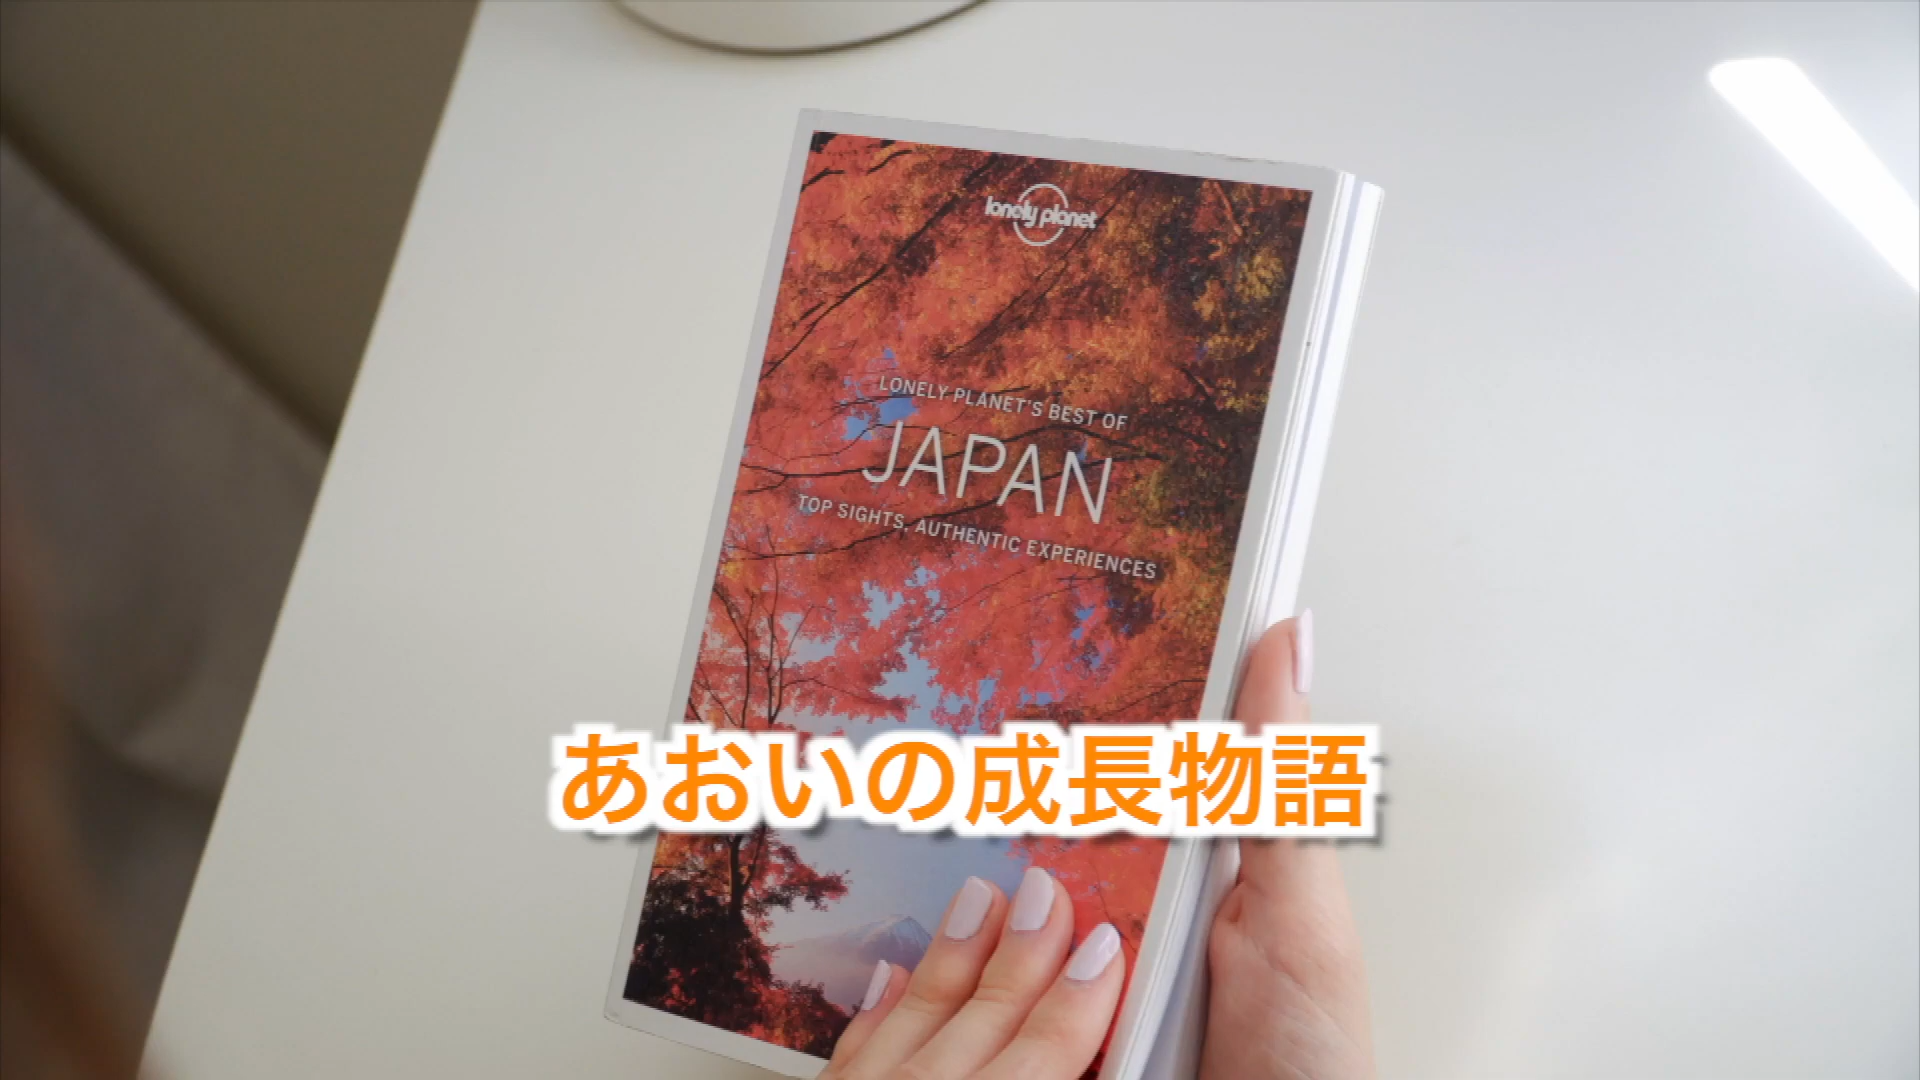 lonely planet
LONELY PLANET'S BEST OF
JAPAN
TOP SIGHTS, AUTHENTIC EXPERIENCES
あおいの成長物語